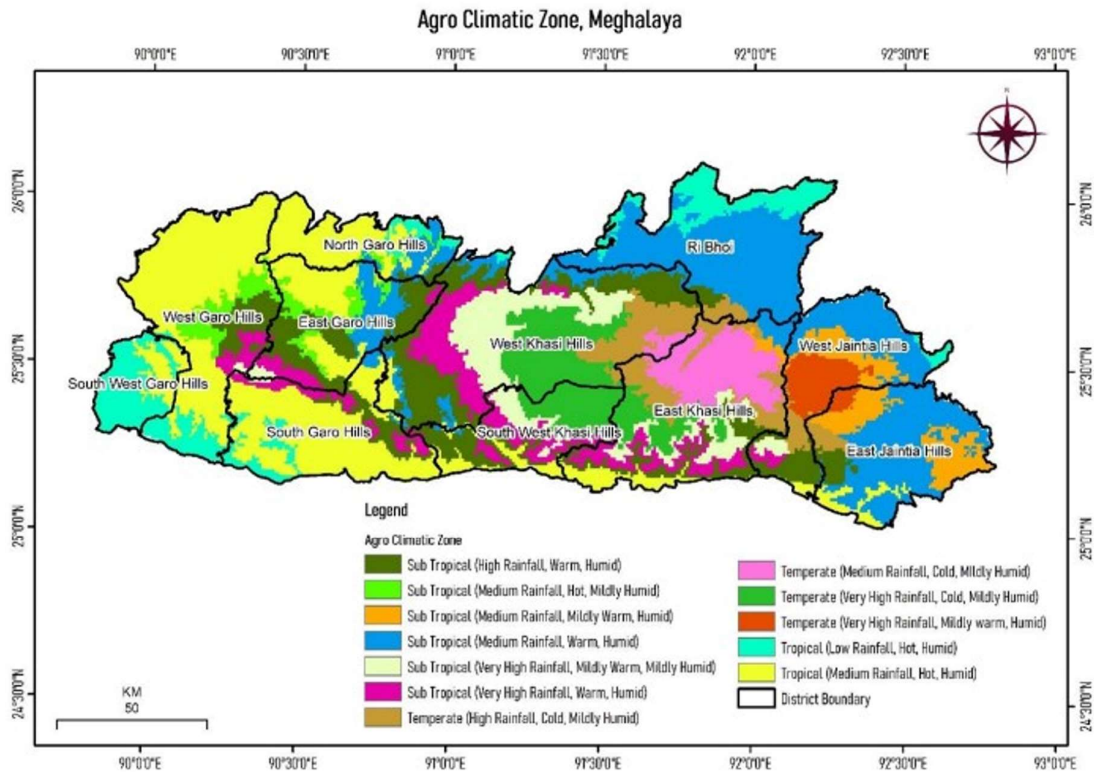 Agro Climatic Zone, Meghalaya
90°0'0"E 90°30'0"E 91°0'0"E 91°30'0"E 92°0'0"E 92°30'0"E 93°0'0"E
N
26°0'0"N 26°0'0"N
North Garo Hills Ri Bhoi
West Garo Hills East Garo Hills West Khasi Hills West Jaintia Hills
25°30'0"N 25°30'0"N
South West Garo Hills
East Khasi Hills
South Garo Hills South West Khasi Hills
East Jaintia Hills
25°0'0"N 25°0'0"N
Legend
Agro Climatic Zone
Sub Tropical (High Rainfall, Warm, Humid)
Sub Tropical (Medium Rainfall, Hot, Mildly Humid)
Sub Tropical (Medium Rainfall, Mildly Warm, Humid)
Sub Tropical (Medium Rainfall, Warm, Humid)
Sub Tropical (Very High Rainfall, Mildly Warm, Mildly Humid)
Sub Tropical (Very High Rainfall, Warm, Humid)
Temperate (High Rainfall, Cold, Mildly Humid)
Temperate (Medium Rainfall, Cold, Mildly Humid)
Temperate (Very High Rainfall, Cold, Mildly Humid)
Temperate (Very High Rainfall, Mildly warm, Humid)
Tropical (Low Rainfall, Hot, Humid)
Tropical (Medium Rainfall, Hot, Humid)
District Boundary
24°30'0"N 24°30'0"N
KM
50
90°0'0"E 90°30'0"E 91°0'0"E 91°30'0"E 92°0'0"E 92°30'0"E 93°0'0"E